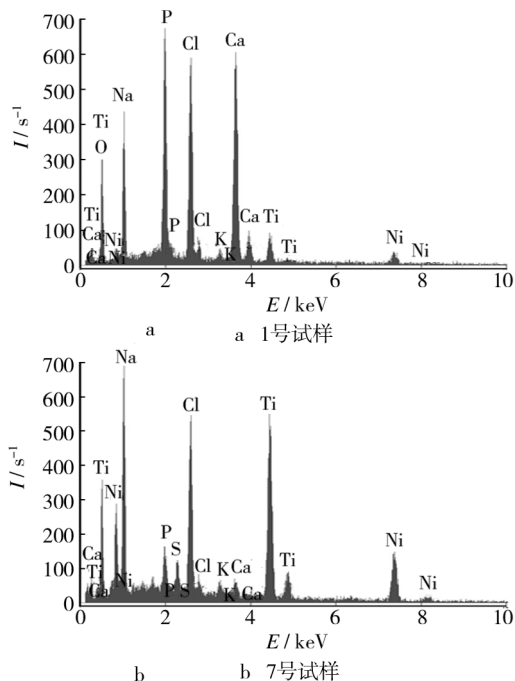 700
600
500
400
300
200
100
0
I / s⁻¹
P
Cl
Ca
Na
Ti
O
Ti
Ca
Ca
Ni
Ni
P
Cl
K
K
Ca
Ti
Ti
Ni
Ni
0 2 4 6 8 10
E / keV
a a 1号试样
700
600
500
400
300
200
100
0
I / s⁻¹
Na
Cl
Ti
Ti
Ni
Ca
Ti
Ca
Ni
P
S
P S
Cl
K
K
Ca
Ca
Ti
Ni
Ni
0 2 4 6 8 10
E / keV
b b 7号试样